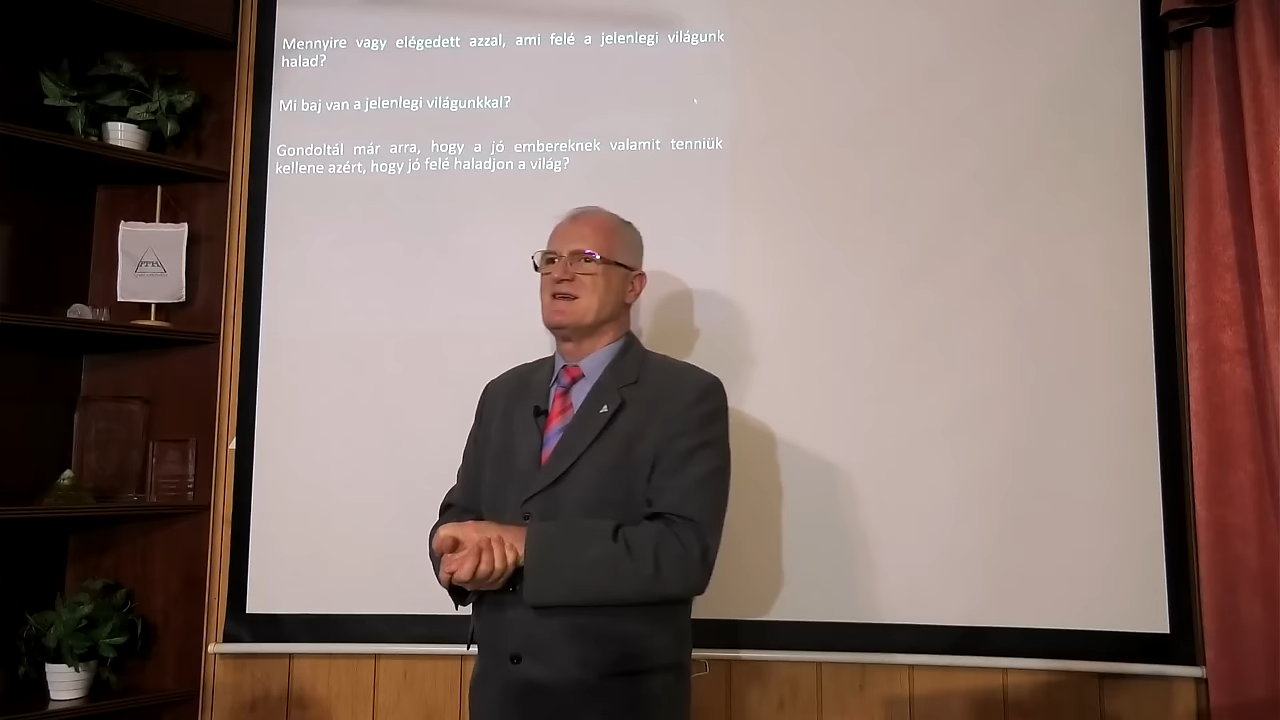 Mennyire vagy elégedett azzal, ami felé a jelenlegi világunk
halad?
Mi baj van a jelenlegi világunkkal?
Gondoltál már arra, hogy a jó embereknek valamit tenniük
kellene azért, hogy jó felé haladjon a világ?